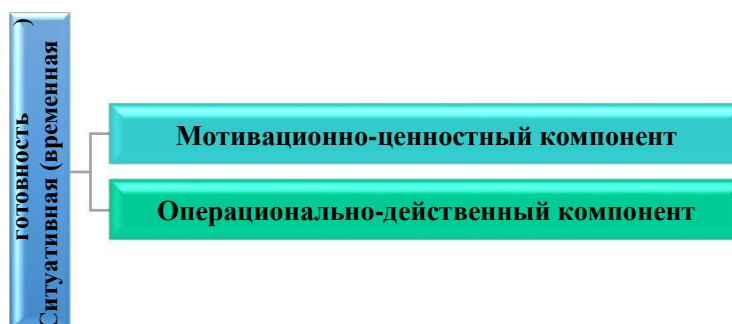 готовность )
Ситуативная (временная
Мотивационно-ценностный компонент
Операционально-действенный компонент